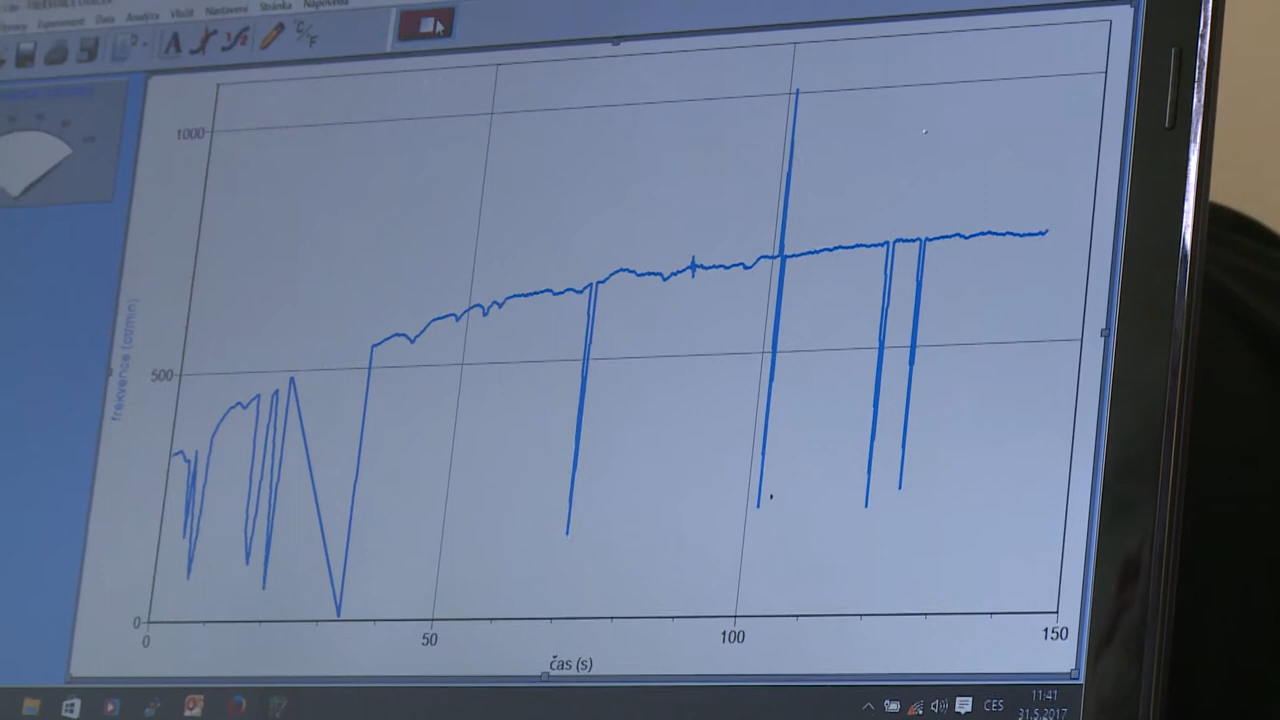 Experiment Data Analýza Vložit Nastavení Stránka Nápověda
°C/F
1000
500
0
frekvence (ot/min)
0 50 100 150
čas (s)
CES
11:41
31.5.2017